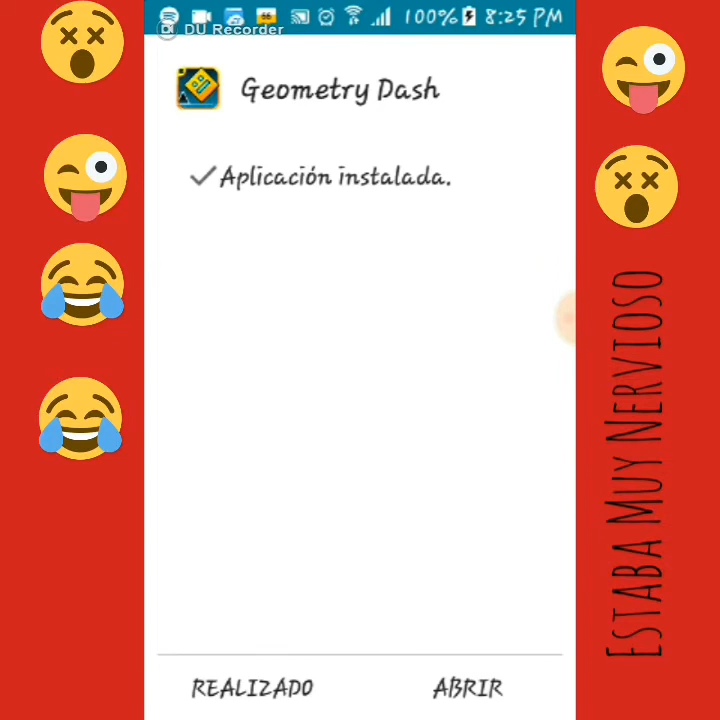 100% 8:25 PM
DU Recorder
Geometry Dash
Aplicación instalada.
REALIZADO
ABRIR
Estaba Muy Nervioso